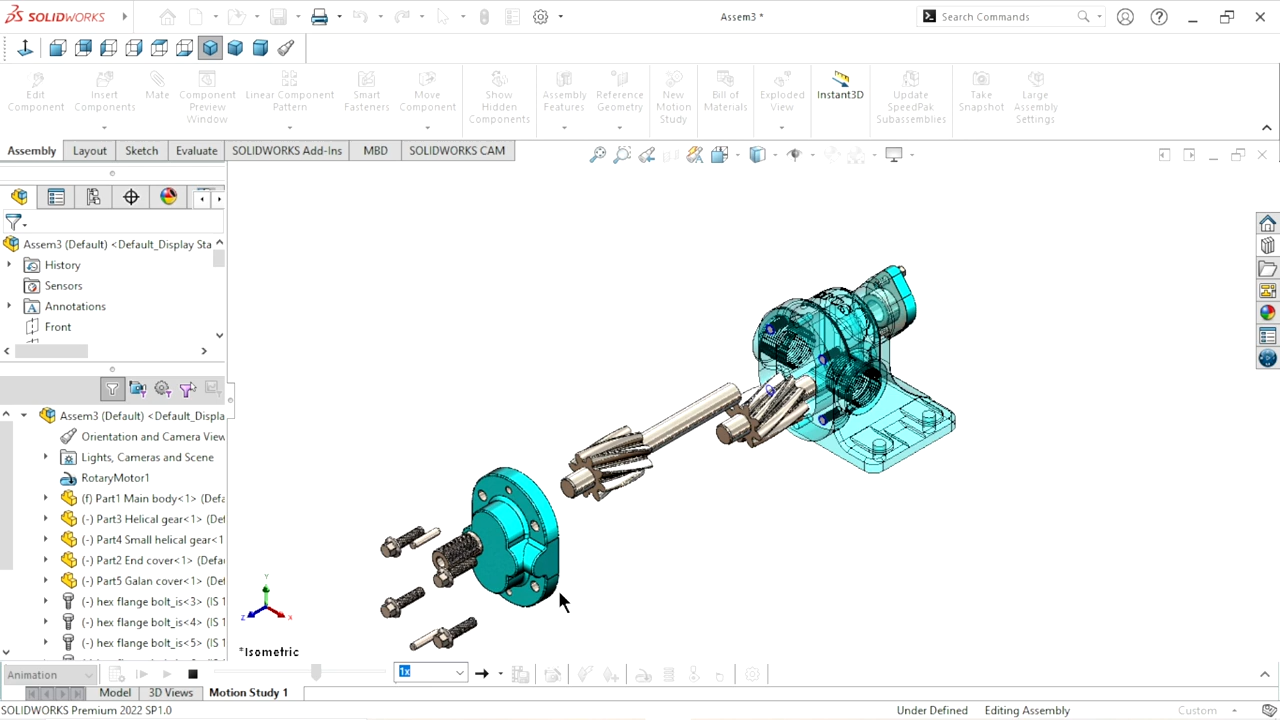 SOLIDWORKS
Assem3 *
Search Commands
Edit Component
Insert Components
Mate
Component Preview Window
Linear Component Pattern
Smart Fasteners
Move Component
Show Hidden Components
Assembly Features
Reference Geometry
New Motion Study
Bill of Materials
Exploded View
Instant3D
Update SpeedPak Subassemblies
Take Snapshot
Large Assembly Settings
Assembly Layout Sketch Evaluate SOLIDWORKS Add-Ins MBD SOLIDWORKS CAM
Assem3 (Default) <Default_Display Sta
History
Sensors
Annotations
Front
Assem3 (Default) <Default_Displa
Orientation and Camera View
Lights, Cameras and Scene
RotaryMotor1
(f) Part1 Main body<1> (Defa
(-) Part3 Helical gear<1> (Def
(-) Part4 Small helical gear<1
(-) Part2 End cover<1> (Defau
(-) Part5 Galan cover<1> (Def
(-) hex flange bolt_is<3> (IS 1
(-) hex flange bolt_is<4> (IS 1
(-) hex flange bolt_is<5> (IS 1
Y
Z
X
*Isometric
Animation
1x
Model 3D Views Motion Study 1
SOLIDWORKS Premium 2022 SP1.0
Under Defined Editing Assembly Custom